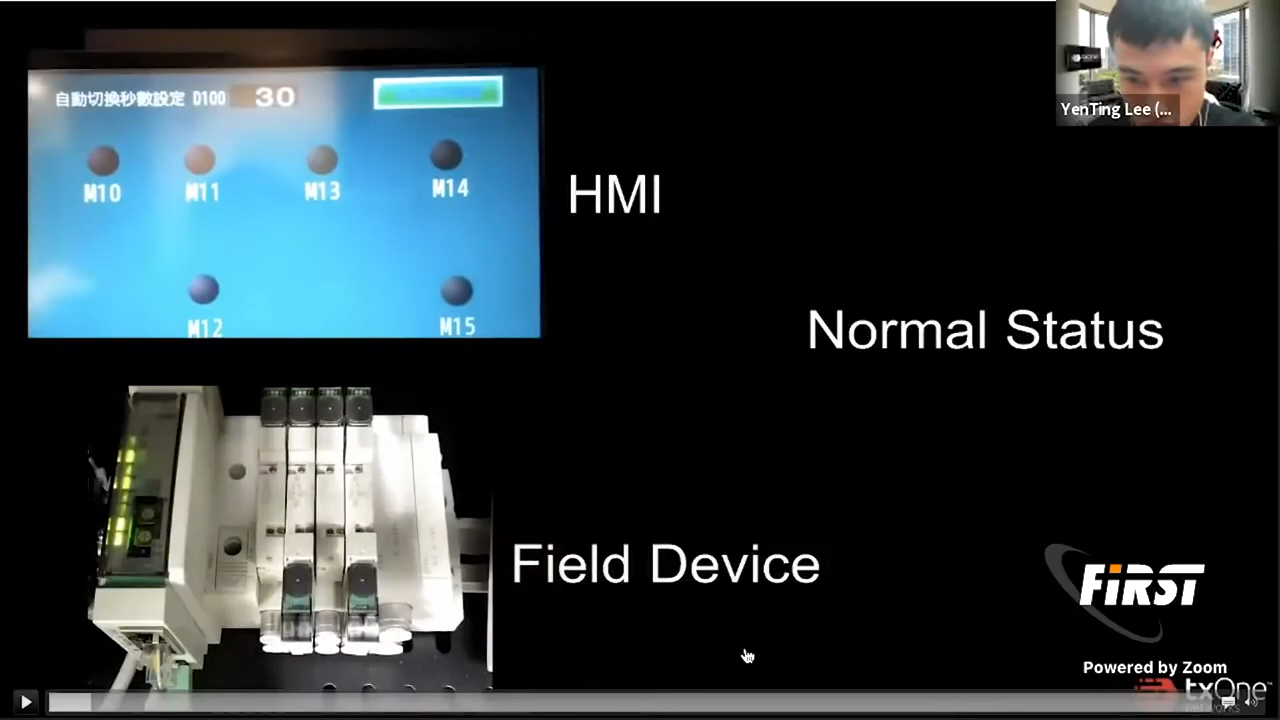 自動切換秒數設定 D100 30
M10 M11 M13 M14
M12 M15
HMI
Normal Status
Field Device
YenTing Lee (...
FiRST
Powered by Zoom
txOne
networks